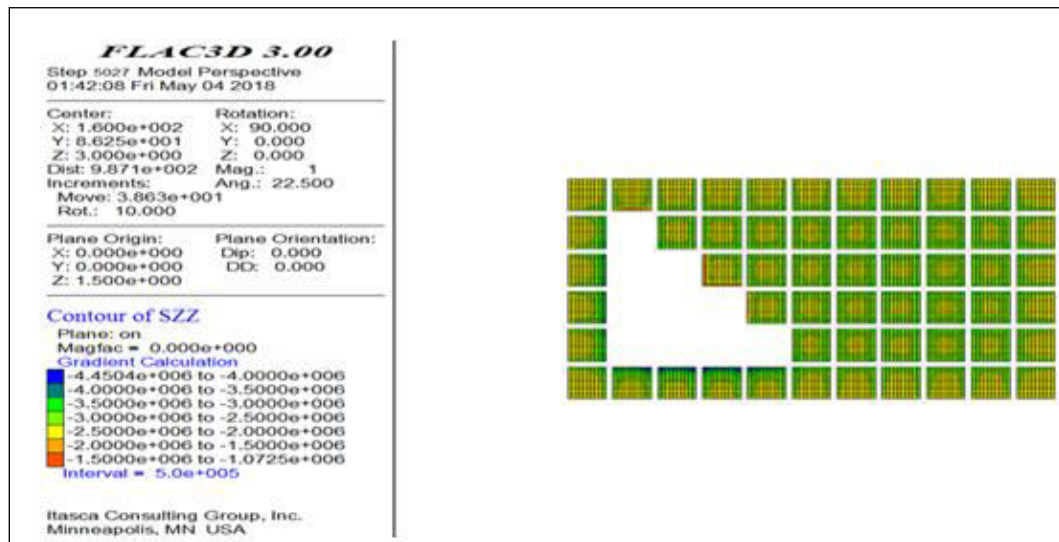 FLAC3D 3.00
Step 5027 Model Perspective
01:42:08 Fri May 04 2018
Center: Rotation:
X: 1.600e+002 X: 90.000
Y: 8.625e+001 Y: 0.000
Z: 3.000e+000 Z: 0.000
Dist: 9.871e+002 Mag.: 1
Increments: Ang.: 22.500
Move: 3.863e+001
Rot.: 10.000
Plane Origin: Plane Orientation:
X: 0.000e+000 Dip: 0.000
Y: 0.000e+000 DD: 0.000
Z: 1.500e+000
Contour of SZZ
Plane: on
Magfac = 0.000e+000
Gradient Calculation
-4.4504e+006 to -4.0000e+006
-4.0000e+006 to -3.5000e+006
-3.5000e+006 to -3.0000e+006
-3.0000e+006 to -2.5000e+006
-2.5000e+006 to -2.0000e+006
-2.0000e+006 to -1.5000e+006
-1.5000e+006 to -1.0725e+006
Interval = 5.0e+005
Itasca Consulting Group, Inc.
Minneapolis, MN USA